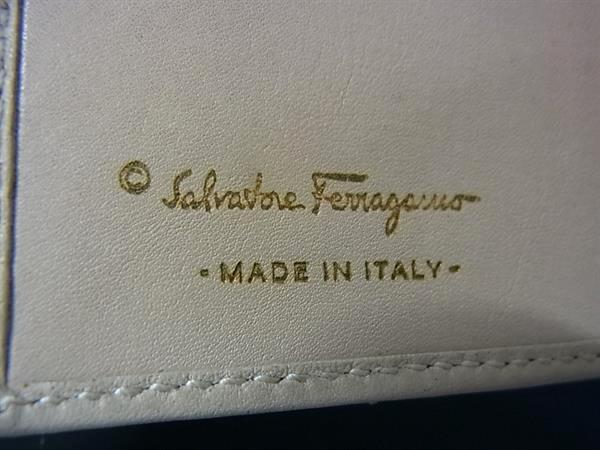 © Salvatore Ferragamo
- MADE IN ITALY -